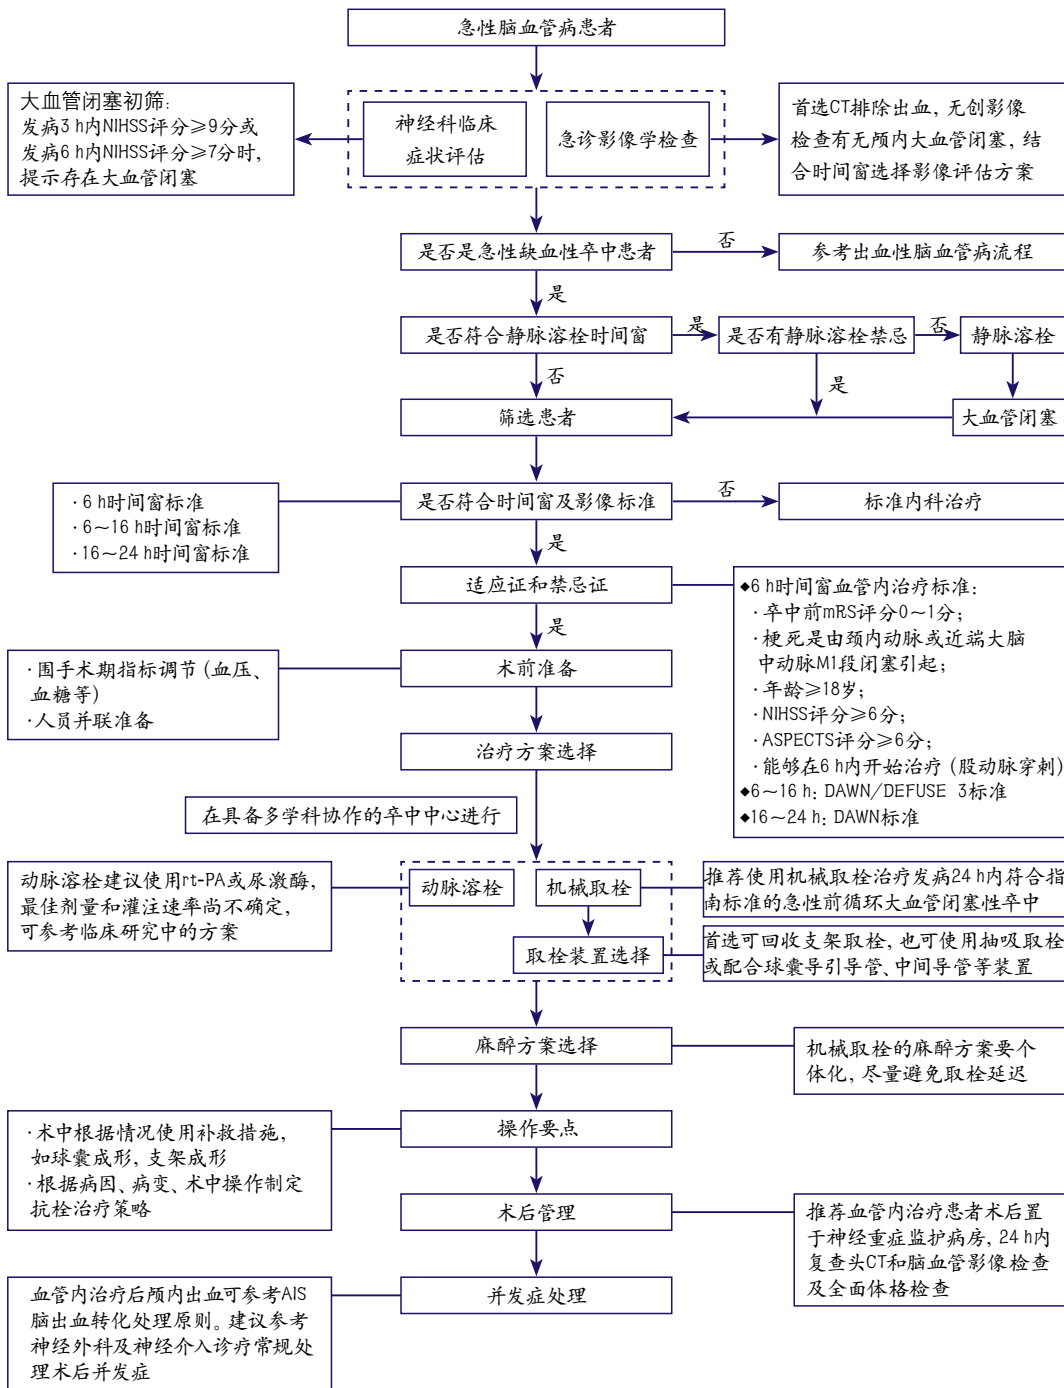 急性脑血管病患者
大血管闭塞初筛:
发病3 h内NIHSS评分≥9分或
发病6 h内NIHSS评分≥7分时,
提示存在大血管闭塞
神经科临床
症状评估
急诊影像学检查
首选CT排除出血, 无创影像
检查有无颅内大血管闭塞, 结
合时间窗选择影像评估方案
是否是急性缺血性卒中患者
否
参考出血性脑血管病流程
是
是否符合静脉溶栓时间窗
是
是否有静脉溶栓禁忌
否
静脉溶栓
否
是
筛选患者
大血管闭塞
·6 h时间窗标准
·6～16 h时间窗标准
·16～24 h时间窗标准
是否符合时间窗及影像标准
否
标准内科治疗
是
适应证和禁忌证
◆6 h时间窗血管内治疗标准:
·卒中前mRS评分0～1分;
·梗死是由颈内动脉或近端大脑
中动脉M1段闭塞引起;
·年龄≥18岁;
·NIHSS评分≥6分;
·ASPECTS评分≥6分;
·能够在6 h内开始治疗 (股动脉穿刺)
◆6～16 h: DAWN/DEFUSE 3标准
◆16～24 h: DAWN标准
是
·围手术期指标调节 (血压、
血糖等)
·人员并联准备
术前准备
治疗方案选择
在具备多学科协作的卒中中心进行
动脉溶栓建议使用rt-PA或尿激酶,
最佳剂量和灌注速率尚不确定,
可参考临床研究中的方案
动脉溶栓
机械取栓
推荐使用机械取栓治疗发病24 h内符合指
南标准的急性前循环大血管闭塞性卒中
取栓装置选择
首选可回收支架取栓, 也可使用抽吸取栓
或配合球囊导引导管、中间导管等装置
麻醉方案选择
机械取栓的麻醉方案要个
体化, 尽量避免取栓延迟
·术中根据情况使用补救措施,
如球囊成形, 支架成形
·根据病因、病变、术中操作制定
抗栓治疗策略
操作要点
术后管理
推荐血管内治疗患者术后置
于神经重症监护病房, 24 h内
复查头CT和脑血管影像检查
及全面体格检查
血管内治疗后颅内出血可参考AIS
脑出血转化处理原则。建议参考
神经外科及神经介入诊疗常规处
理术后并发症
并发症处理